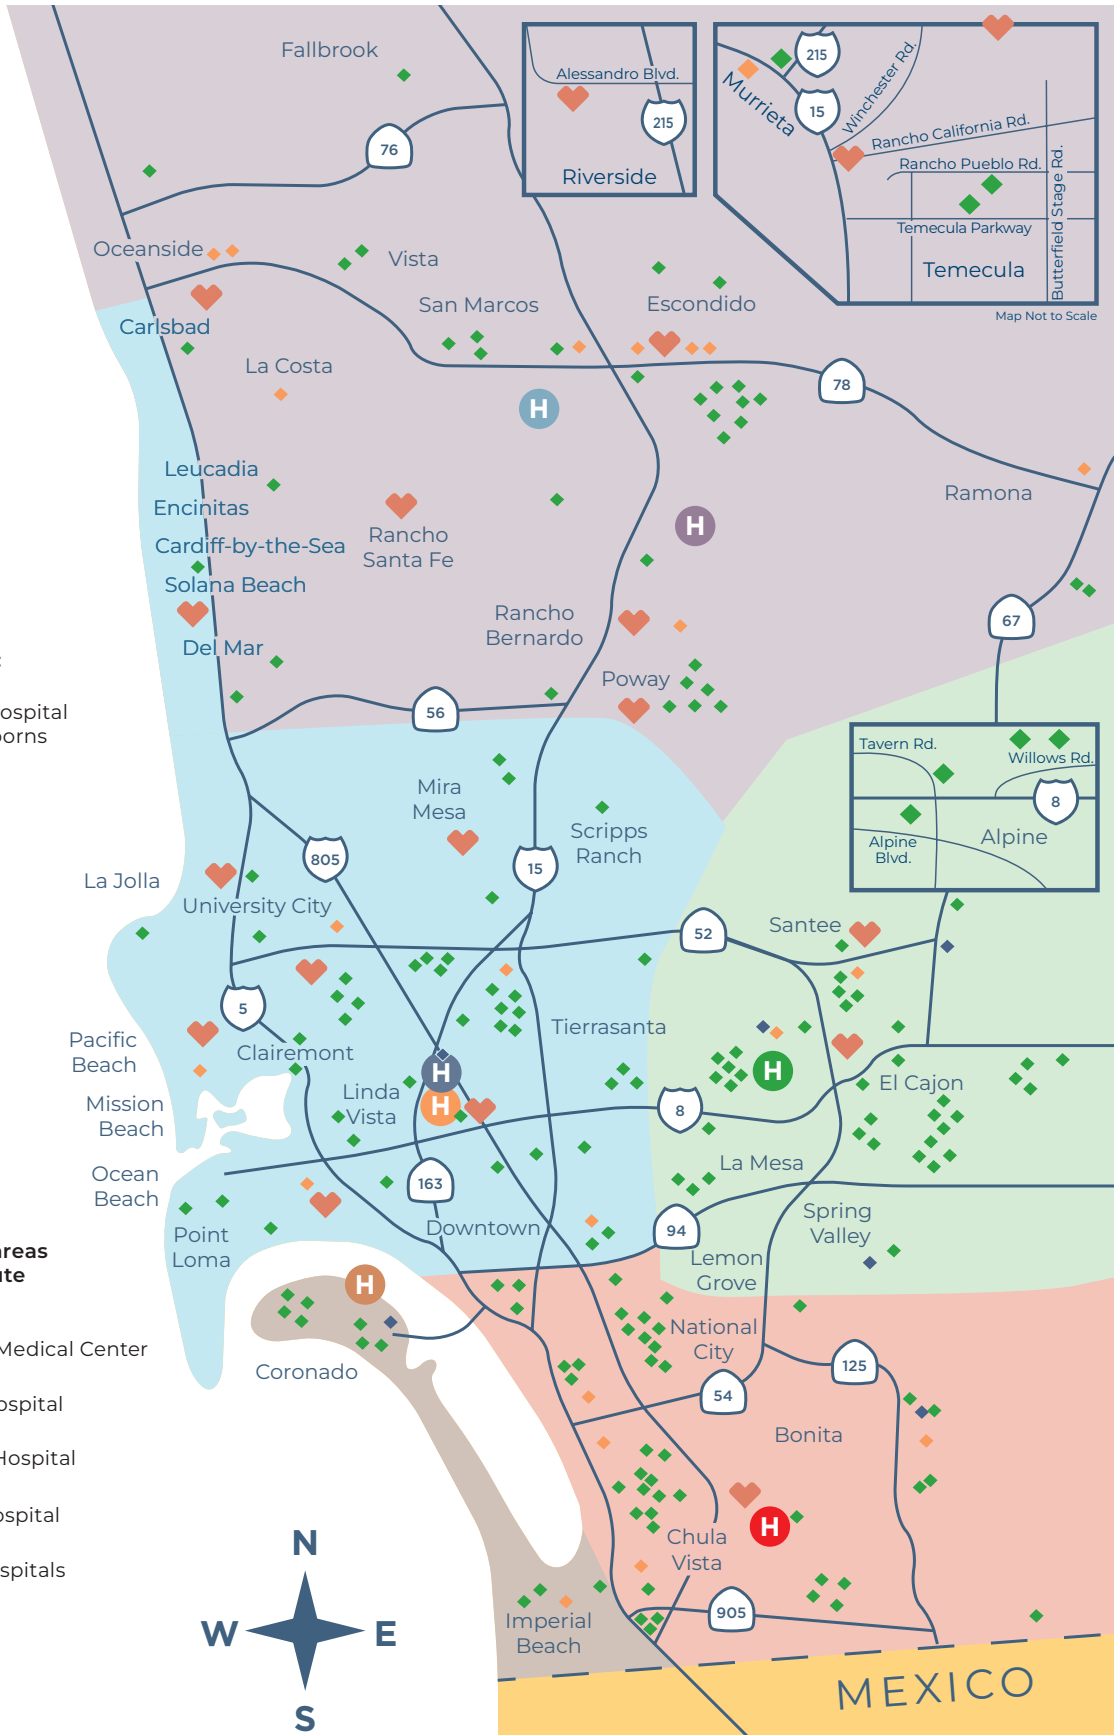 Fallbrook
76
Alessandro Blvd.
215
Riverside
215
Murrieta
15
Winchester Rd.
Rancho California Rd.
Rancho Pueblo Rd.
Butterfield Stage Rd.
Temecula Parkway
Temecula
Map Not to Scale
Oceanside
Vista
San Marcos
Escondido
Carlsbad
La Costa
78
H
Leucadia
Encinitas
Ramona
Rancho
Santa Fe
H
Cardiff-by-the-Sea
Solana Beach
Rancho
Bernardo
67
Del Mar
:
Poway
ospital
orns
56
Tavern Rd.
Willows Rd.
8
Alpine
Alpine
Blvd.
Mira
Mesa
Scripps
Ranch
805
15
La Jolla
University City
52
Santee
5
Tierrasanta
Pacific
Beach
Clairemont
H
H
El Cajon
Linda
Vista
H
Mission
Beach
8
La Mesa
Ocean
Beach
163
Downtown
94
Spring
Valley
Point
Loma
Lemon
Grove
areas
ute
H
National
City
Medical Center
Coronado
125
54
ospital
Bonita
Hospital
ospital
H
Chula
Vista
spitals
N
W
E
S
905
Imperial
Beach
MEXICO